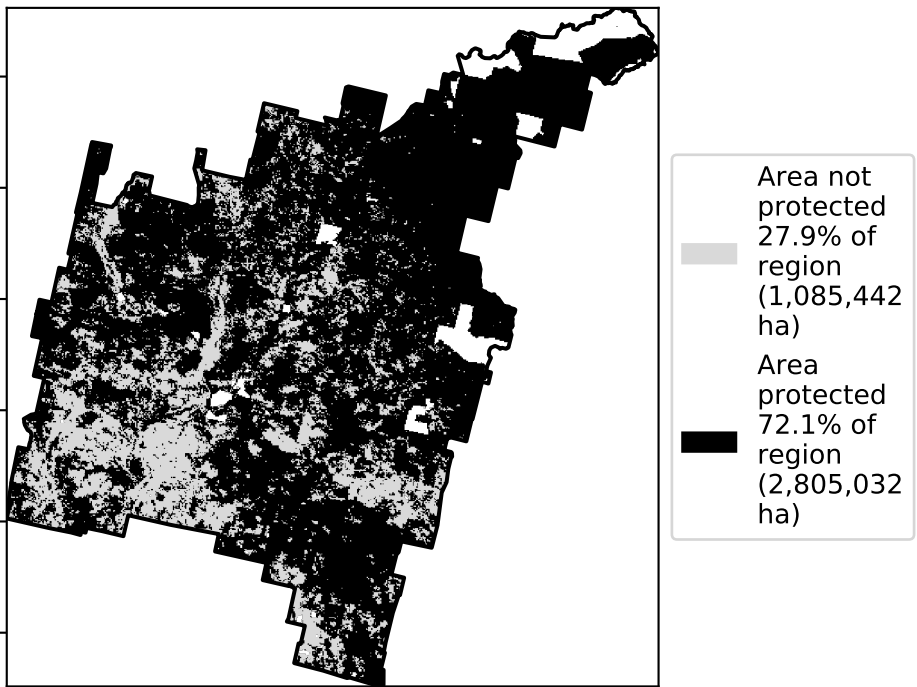 Area not
protected
27.9% of
region
(1,085,442
ha)
Area
protected
72.1% of
region
(2,805,032
ha)